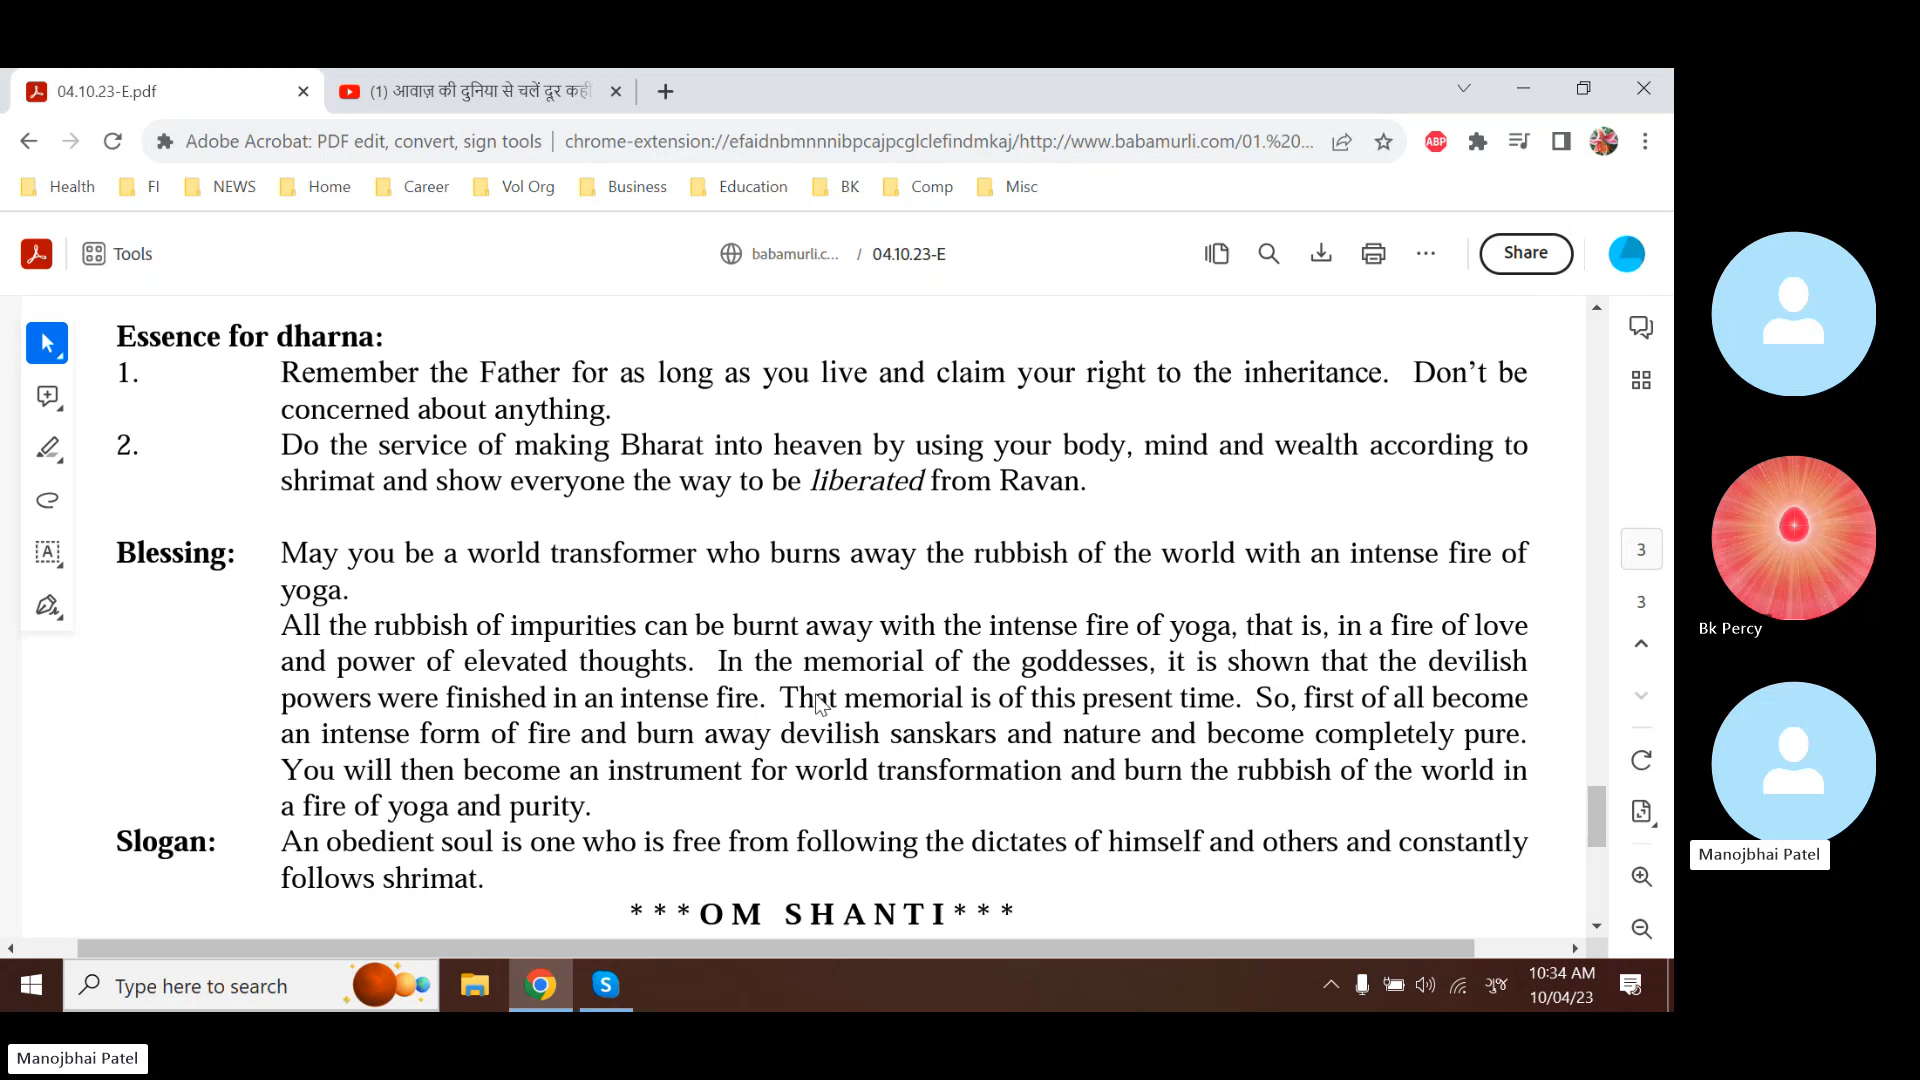 04.10.23-E.pdf
(1) आवाज़ की दुनिया से चलें दूर कहीं
Adobe Acrobat: PDF edit, convert, sign tools
chrome-extension://efaidnbmnnnibpcajpcglclefindmkaj/http://www.babamurli.com/01.%20...
ABP
Health
FI
NEWS
Home
Career
Vol Org
Business
Education
BK
Comp
Misc
Tools
babamurli.c... / 04.10.23-E
Share
Essence for dharna:
1. Remember the Father for as long as you live and claim your right to the inheritance. Don't be
concerned about anything.
2. Do the service of making Bharat into heaven by using your body, mind and wealth according to
shrimat and show everyone the way to be liberated from Ravan.
Blessing: May you be a world transformer who burns away the rubbish of the world with an intense fire of
yoga.
All the rubbish of impurities can be burnt away with the intense fire of yoga, that is, in a fire of love
and power of elevated thoughts. In the memorial of the goddesses, it is shown that the devilish
powers were finished in an intense fire. That memorial is of this present time. So, first of all become
an intense form of fire and burn away devilish sanskars and nature and become completely pure.
You will then become an instrument for world transformation and burn the rubbish of the world in
a fire of yoga and purity.
Slogan: An obedient soul is one who is free from following the dictates of himself and others and constantly
follows shrimat.
***OM SHANTI***
3
3
Bk Percy
Manojbhai Patel
Type here to search
S
ગુજ
10:34 AM
10/04/23
Manojbhai Patel